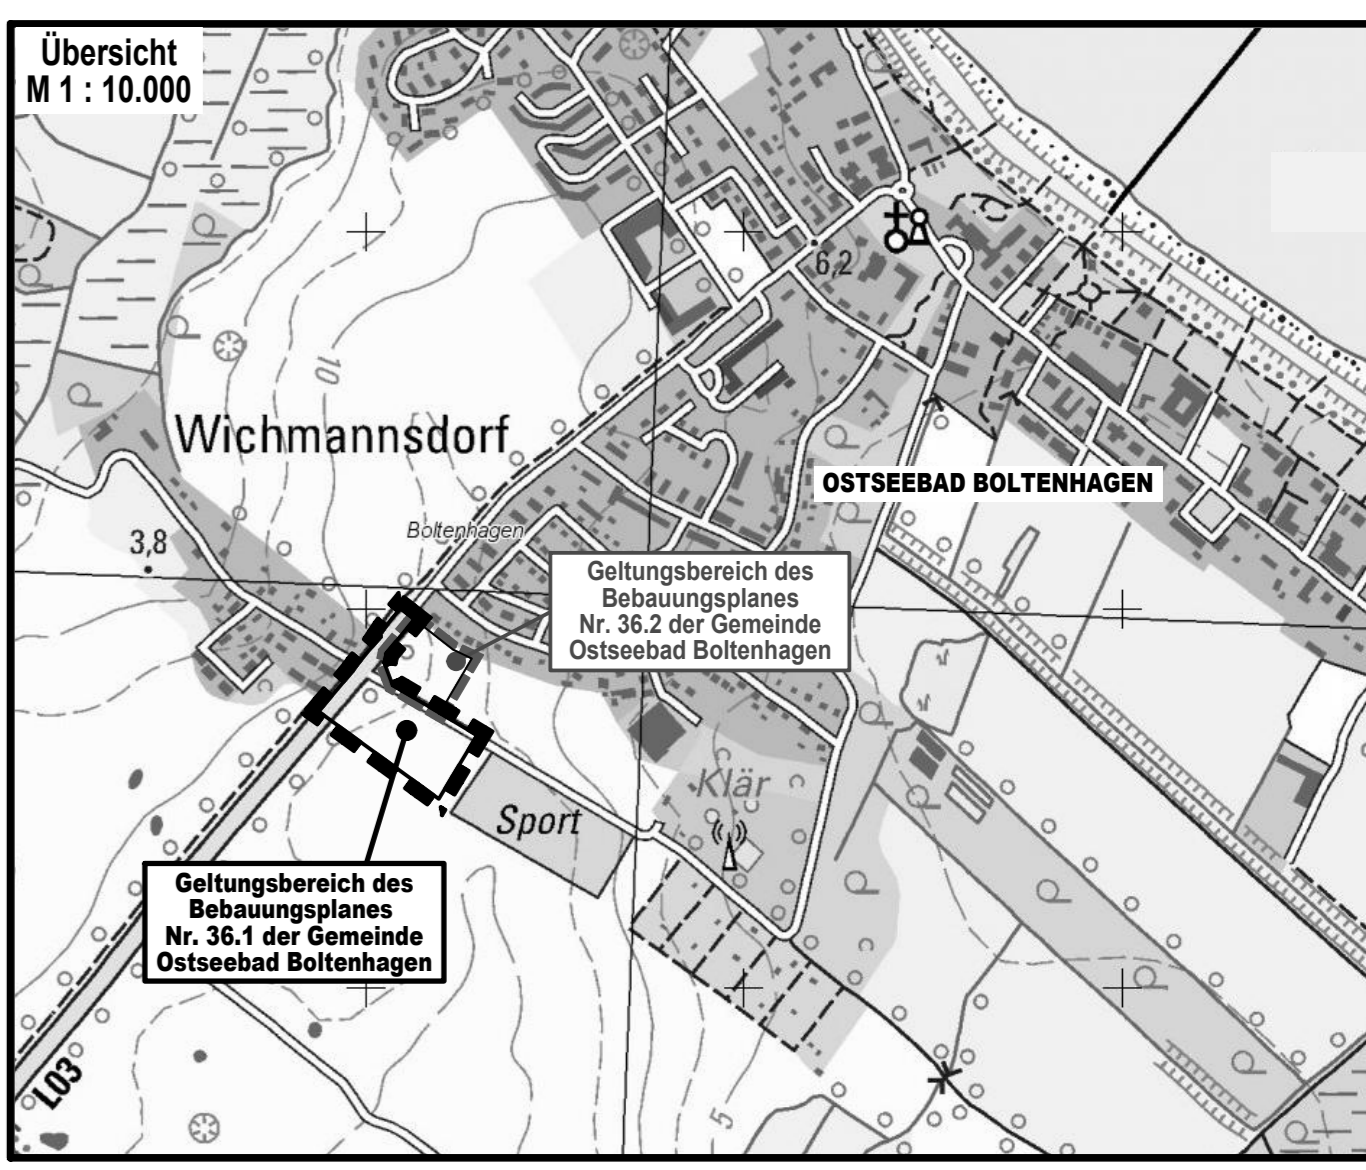 Übersicht
M 1 : 10.000
6,2
10
Wichmannsdorf
OSTSEEBAD BOLTENHAGEN
Boltenhagen
3,8
Geltungsbereich des
Bebauungsplanes
Nr. 36.2 der Gemeinde
Ostseebad Boltenhagen
Klär
Sport
Geltungsbereich des
Bebauungsplanes
Nr. 36.1 der Gemeinde
Ostseebad Boltenhagen
L03
5